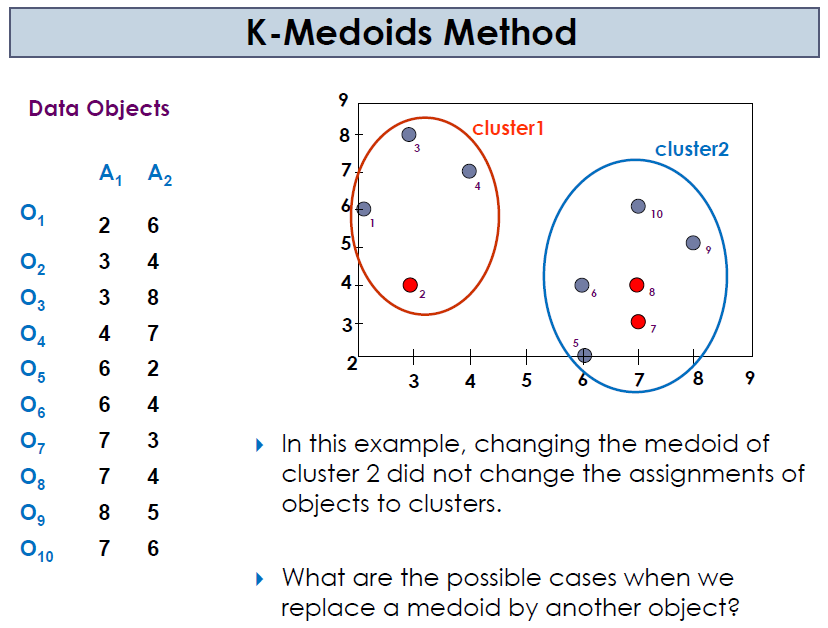 K-Medoids Method
Data Objects
A1 A2
O1 2 6
O2 3 4
O3 3 8
O4 4 7
O5 6 2
O6 6 4
O7 7 3
O8 7 4
O9 8 5
O10 7 6
9
8
7
6
5
4
3
2
3 4 5 6 7 8 9
cluster1
cluster2
3
4
1
2
10
9
6
8
7
5
In this example, changing the medoid of
cluster 2 did not change the assignments of
objects to clusters.
What are the possible cases when we
replace a medoid by another object?